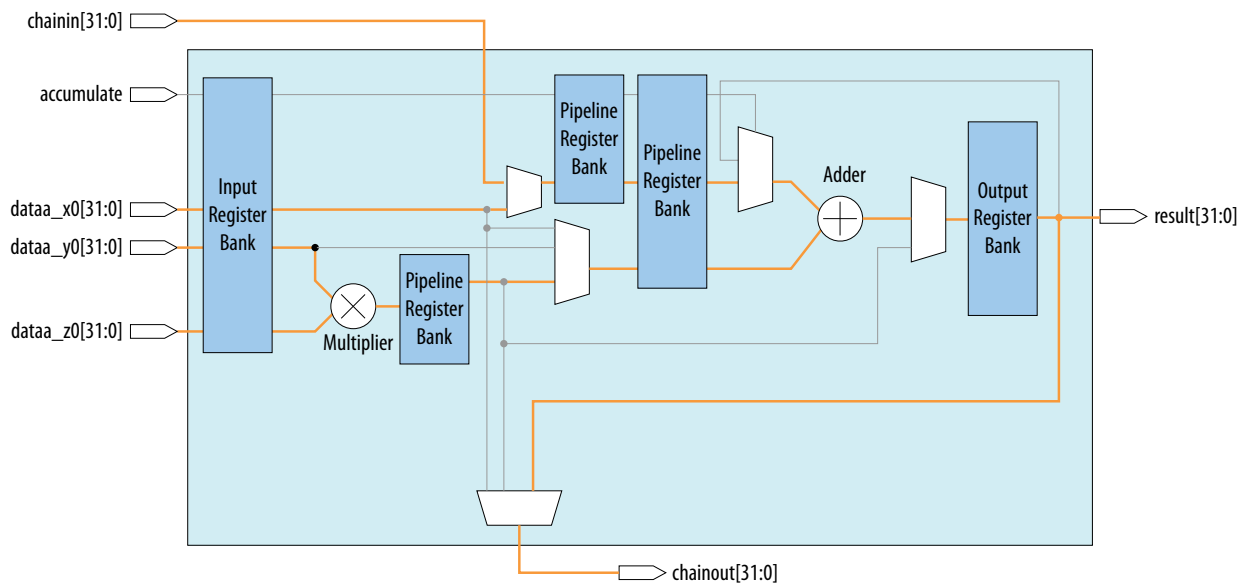 chainin[31:0]
accumulate
dataa_x0[31:0]
dataa_y0[31:0]
dataa_z0[31:0]
Input
Register
Bank
Multiplier
Pipeline
Register
Bank
Pipeline
Register
Bank
Pipeline
Register
Bank
Adder
Output
Register
Bank
result[31:0]
chainout[31:0]